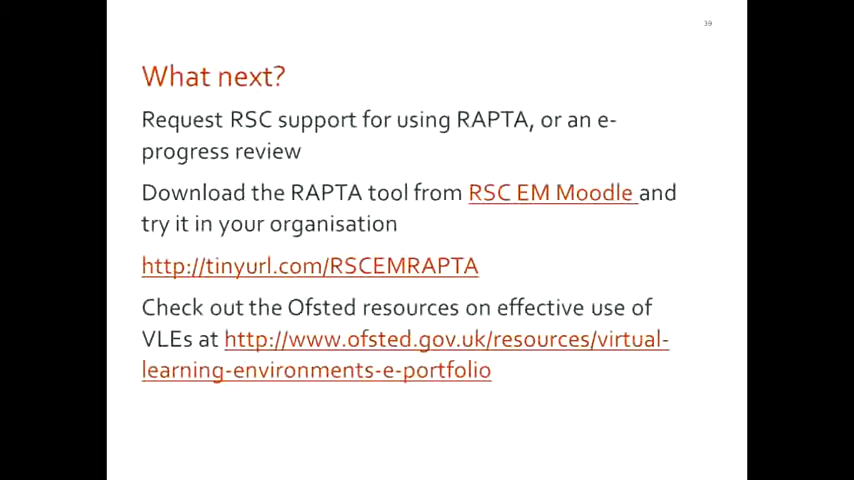 39
What next?
Request RSC support for using RAPTA, or an e-
progress review
Download the RAPTA tool from RSC EM Moodle and
try it in your organisation
http://tinyurl.com/RSCEMRAPTA
Check out the Ofsted resources on effective use of
VLEs at http://www.ofsted.gov.uk/resources/virtual-
learning-environments-e-portfolio